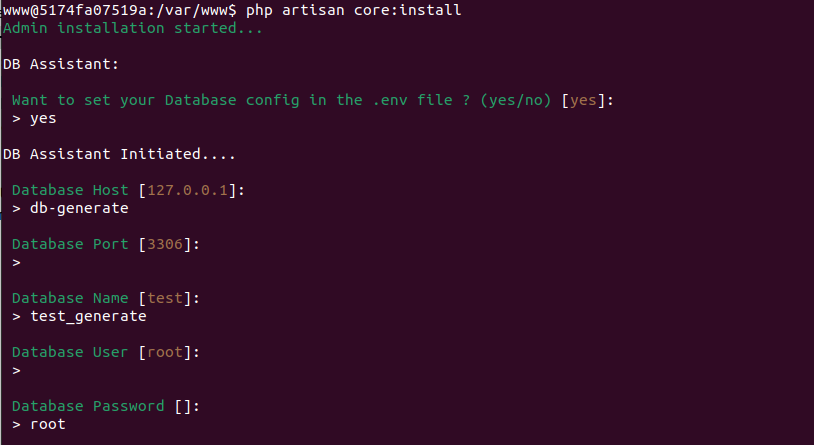 www@5174fa07519a:/var/www$ php artisan core:install
Admin installation started...
DB Assistant:
Want to set your Database config in the .env file ? (yes/no) [yes]:
> yes
DB Assistant Initiated....
Database Host [127.0.0.1]:
> db-generate
Database Port [3306]:
>
Database Name [test]:
> test_generate
Database User [root]:
>
Database Password []:
> root